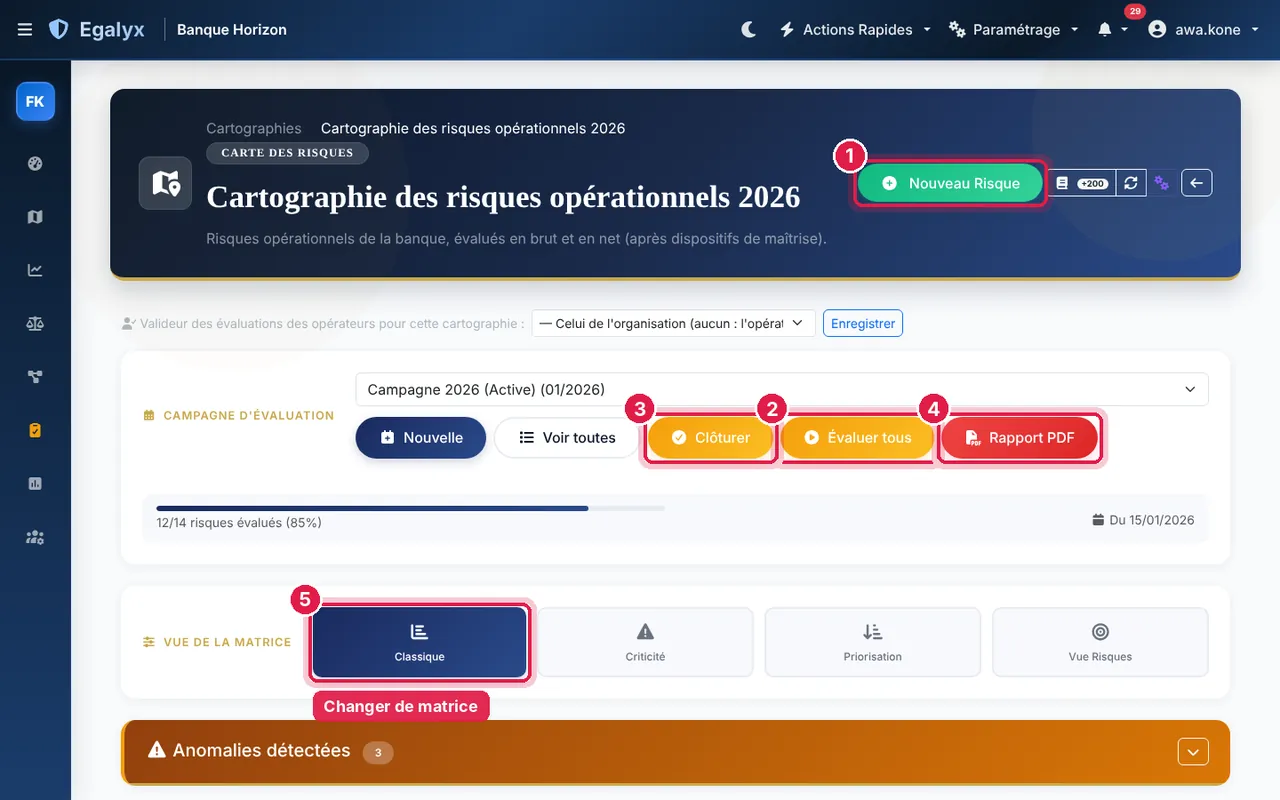 Egalyx
Banque Horizon
Actions Rapides
Paramétrage
29
awa.kone
FK
Cartographies
Cartographie des risques opérationnels 2026
CARTE DES RISQUES
Cartographie des risques opérationnels 2026
Risques opérationnels de la banque, évalués en brut et en net (après dispositifs de maîtrise).
1
Nouveau Risque
+200
Valideur des évaluations des opérateurs pour cette cartographie :
— Celui de l'organisation (aucun : l'opérat
Enregistrer
CAMPAGNE D'ÉVALUATION
Campagne 2026 (Active) (01/2026)
Nouvelle
Voir toutes
3
Clôturer
2
Évaluer tous
4
Rapport PDF
12/14 risques évalués (85%)
Du 15/01/2026
VUE DE LA MATRICE
5
Classique
Criticité
Priorisation
Vue Risques
Changer de matrice
Anomalies détectées
3